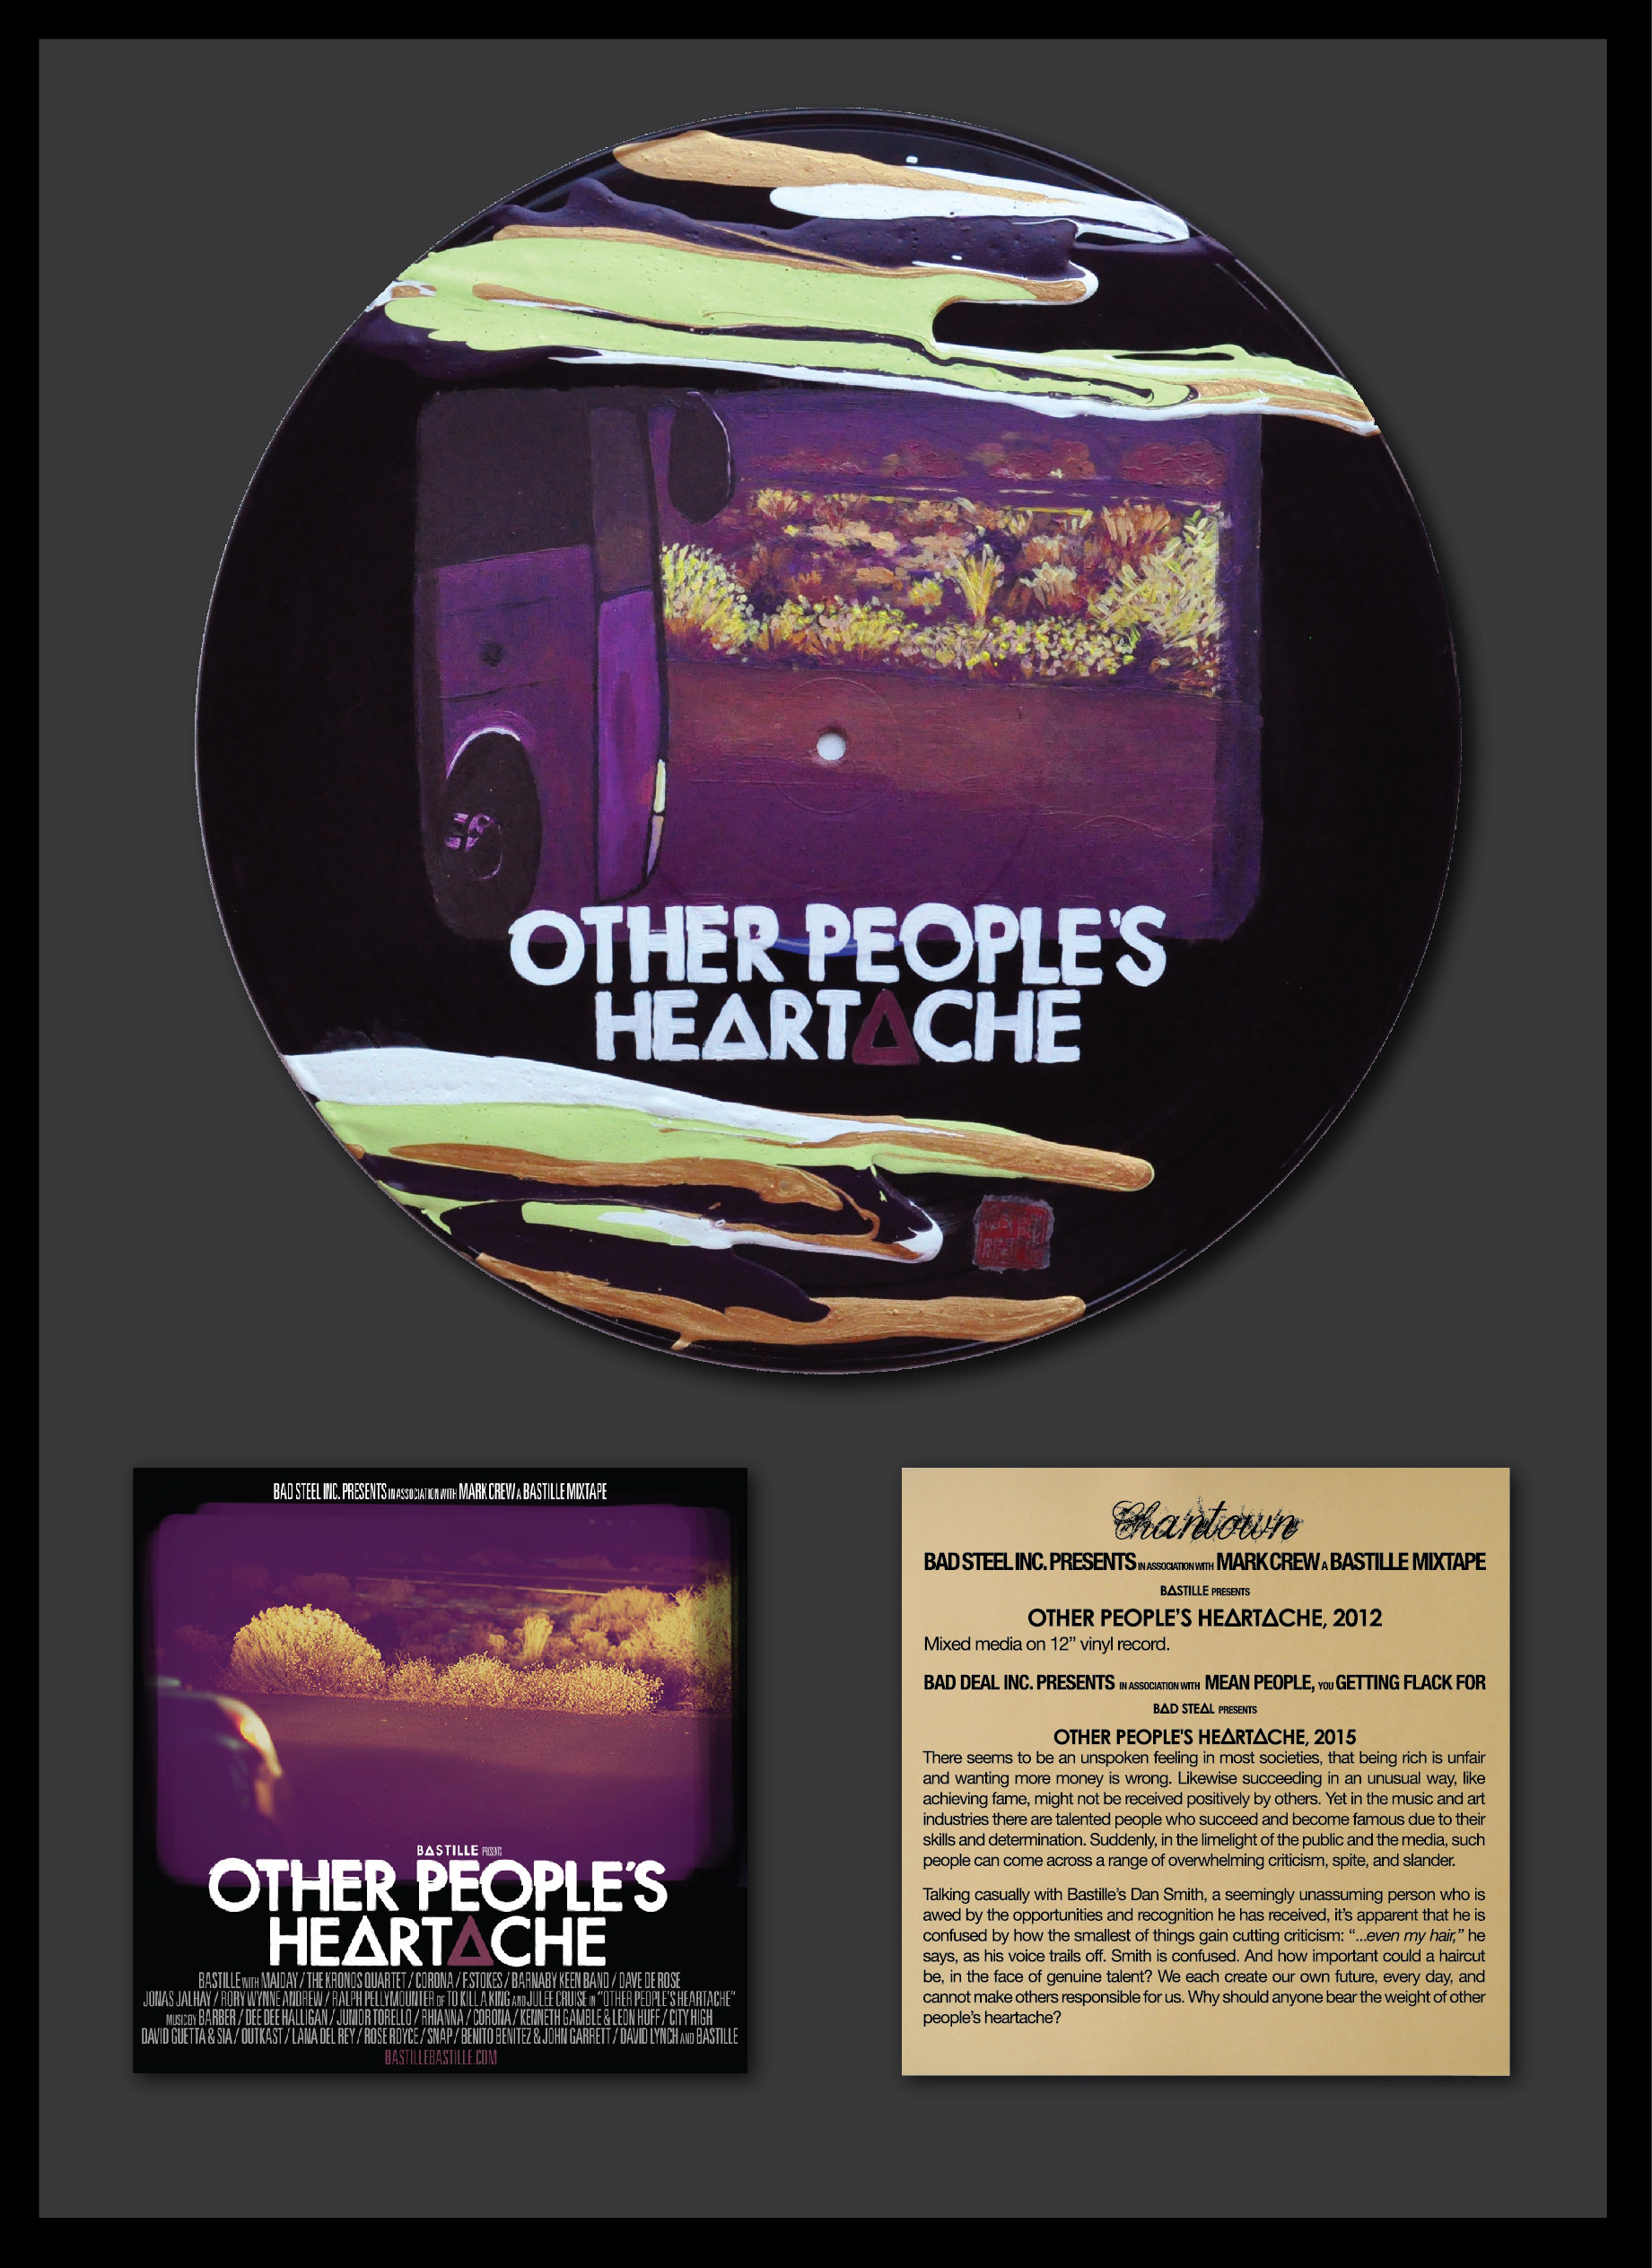 OTHER PEOPLE'S
HEΔRTΔCHE
BAD STEEL INC. PRESENTS IN ASSOCIATION WITH MARK CREW A BASTILLE MIXTAPE
BΔSTILLE PRESENTS
OTHER PEOPLE'S
HEΔRTΔCHE
BASTILLE WITH MAIDAY / THE KRONOS QUARTET / CORONA / F.STOKES / BARNABY KEEN BAND / DAVE DE ROSE
JONAS JALHAY / RORY WYNNE ANDREW / RALPH PELLYMOUNTER OF TO KILL A KING AND JULEE CRUISE IN "OTHER PEOPLE'S HEARTACHE"
MUSIC BY BARBER / DEE DEE HALLIGAN / JUNIOR TORELLO / RHIANNA / CORONA / KENNETH GAMBLE & LEON HUFF / CITY HIGH
DAVID GUETTA & SIA / OUTKAST / LANA DEL REY / ROSE ROYCE / SNAP / BENITO BENITEZ & JOHN GARRETT / DAVID LYNCH AND BASTILLE
BASTILLEBASTILLE.COM
Chantown
BAD STEEL INC. PRESENTS IN ASSOCIATION WITH MARK CREW A BASTILLE MIXTAPE
BΔSTILLE PRESENTS
OTHER PEOPLE'S HEΔRTΔCHE, 2012
Mixed media on 12” vinyl record.
BAD DEAL INC. PRESENTS IN ASSOCIATION WITH MEAN PEOPLE, YOU GETTING FLACK FOR
BΔD STEΔL PRESENTS
OTHER PEOPLE'S HEΔRTΔCHE, 2015
There seems to be an unspoken feeling in most societies, that being rich is unfair
and wanting more money is wrong. Likewise succeeding in an unusual way, like
achieving fame, might not be received positively by others. Yet in the music and art
industries there are talented people who succeed and become famous due to their
skills and determination. Suddenly, in the limelight of the public and the media, such
people can come across a range of overwhelming criticism, spite, and slander.
Talking casually with Bastille’s Dan Smith, a seemingly unassuming person who is
awed by the opportunities and recognition he has received, it’s apparent that he is
confused by how the smallest of things gain cutting criticism: “...even my hair,” he
says, as his voice trails off. Smith is confused. And how important could a haircut
be, in the face of genuine talent? We each create our own future, every day, and
cannot make others responsible for us. Why should anyone bear the weight of other
people’s heartache?